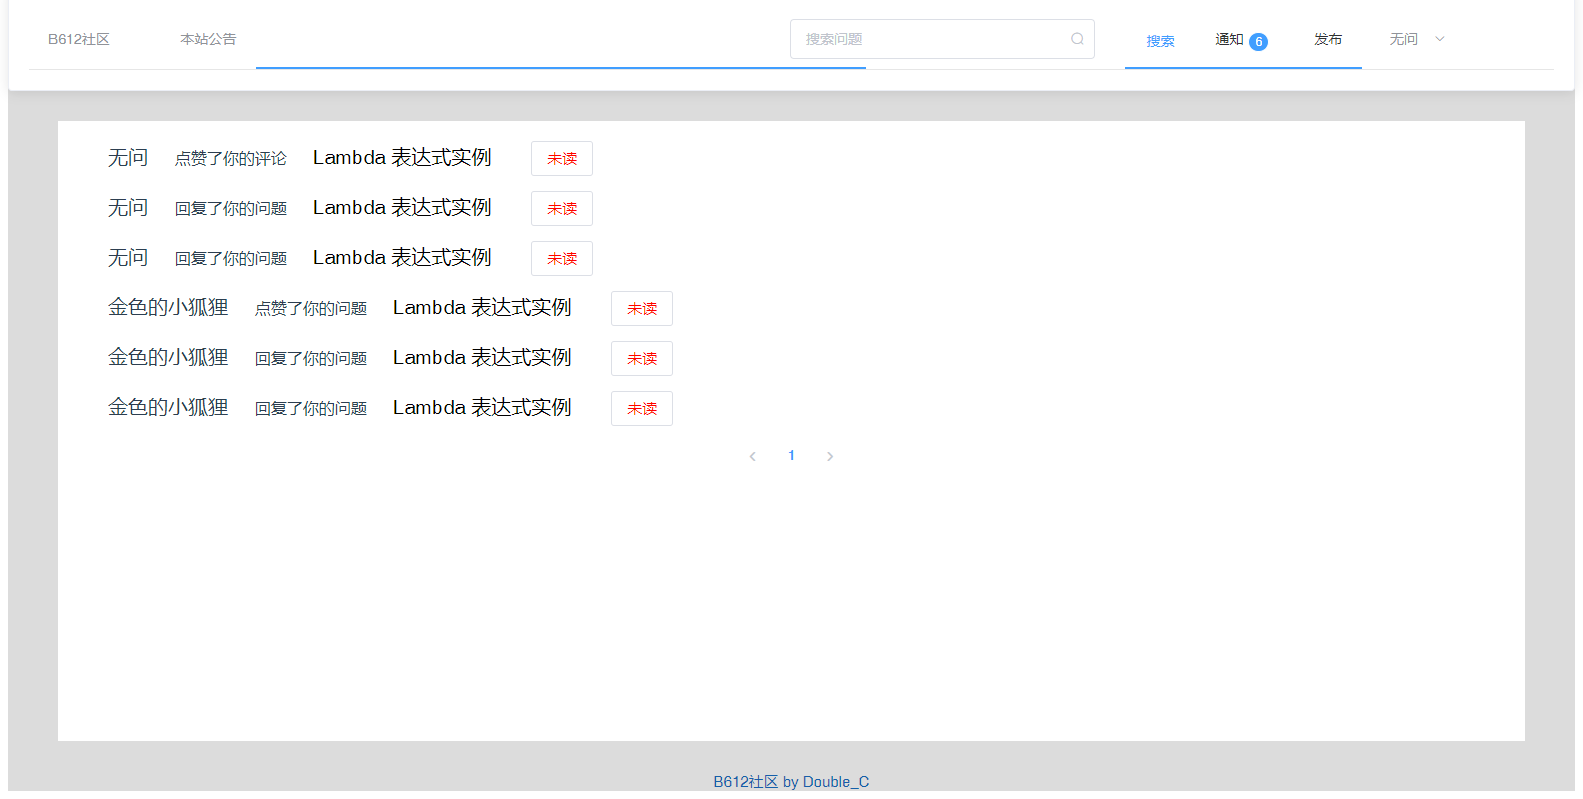 B612社区 本站公告 搜索问题 搜索 通知 6 发布 无问
无问 点赞了你的评论 Lambda 表达式实例 未读
无问 回复了你的问题 Lambda 表达式实例 未读
无问 回复了你的问题 Lambda 表达式实例 未读
金色的小狐狸 点赞了你的问题 Lambda 表达式实例 未读
金色的小狐狸 回复了你的问题 Lambda 表达式实例 未读
金色的小狐狸 回复了你的问题 Lambda 表达式实例 未读
1
B612社区 by Double_C